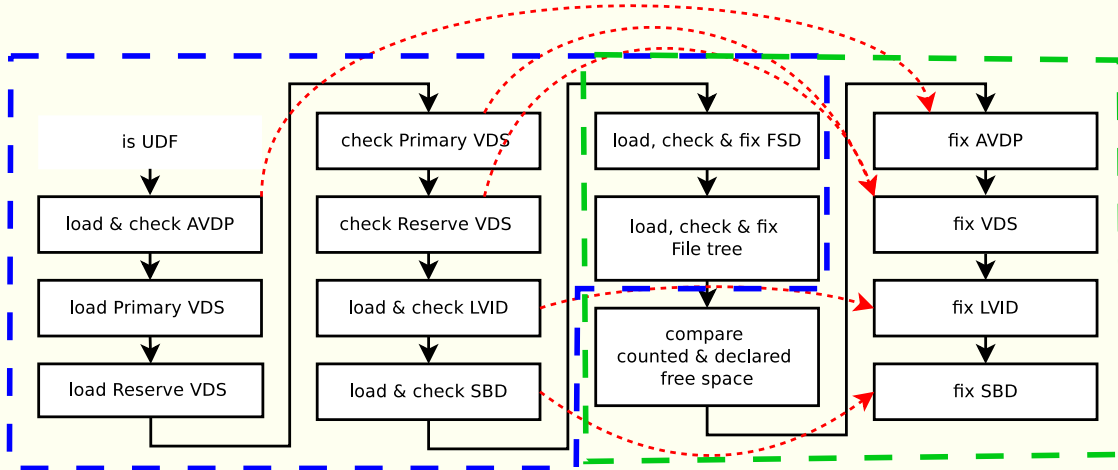 is UDF
load & check AVDP
load Primary VDS
load Reserve VDS
check Primary VDS
check Reserve VDS
load & check LVID
load & check SBD
load, check & fix FSD
load, check & fix
File tree
compare
counted & declared
free space
fix AVDP
fix VDS
fix LVID
fix SBD